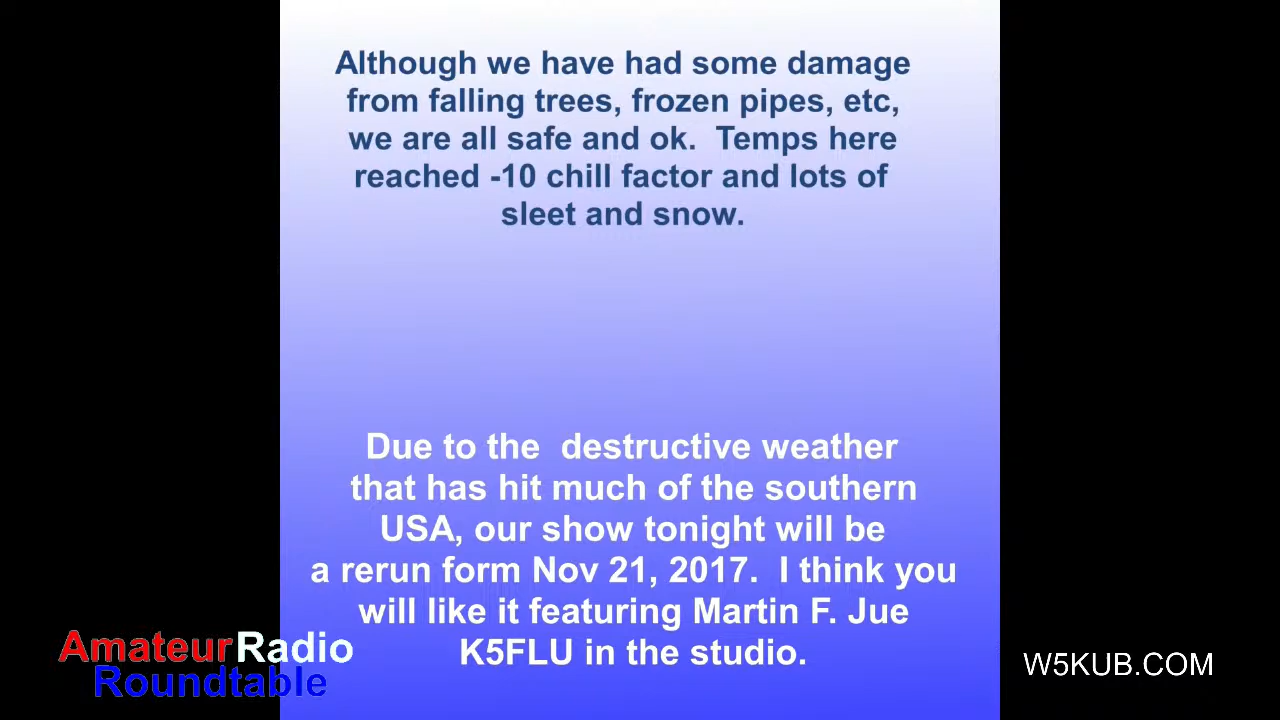 Although we have had some damage
from falling trees, frozen pipes, etc,
we are all safe and ok.  Temps here
reached -10 chill factor and lots of
sleet and snow.
Due to the  destructive weather
that has hit much of the southern
USA, our show tonight will be
a rerun form Nov 21, 2017.  I think you
will like it featuring Martin F. Jue
K5FLU in the studio.
AmateurRadio
Roundtable
W5KUB.COM